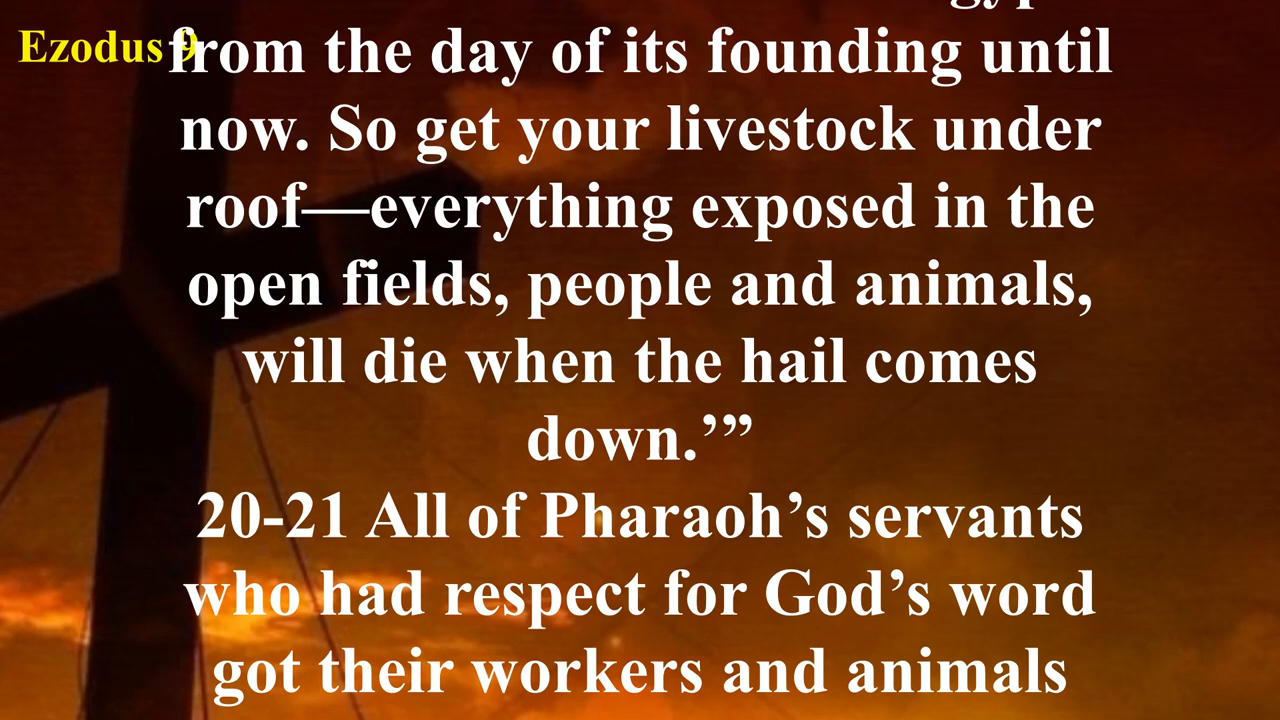 Ezodus 9
from the day of its founding until
now. So get your livestock under
roof—everything exposed in the
open fields, people and animals,
will die when the hail comes
down.’”
20-21 All of Pharaoh’s servants
who had respect for God’s word
got their workers and animals